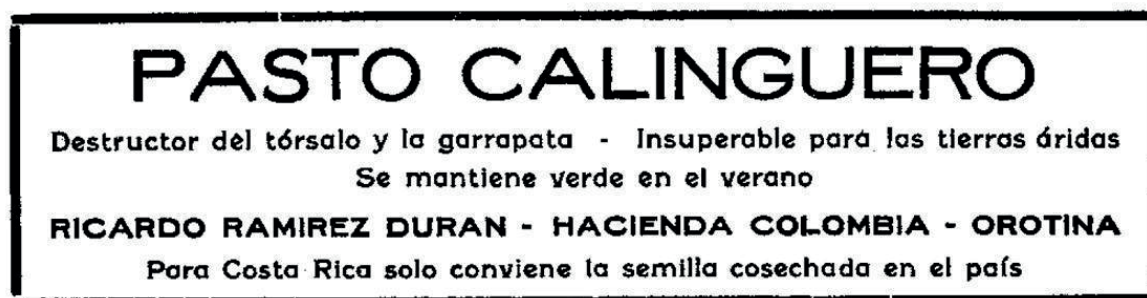 PASTO CALINGUERO
Destructor del tórsalo y la garrapata - Insuperable para las tierras áridas
Se mantiene verde en el verano
RICARDO RAMIREZ DURAN - HACIENDA COLOMBIA - OROTINA
Para Costa Rica solo conviene la semilla cosechada en el país